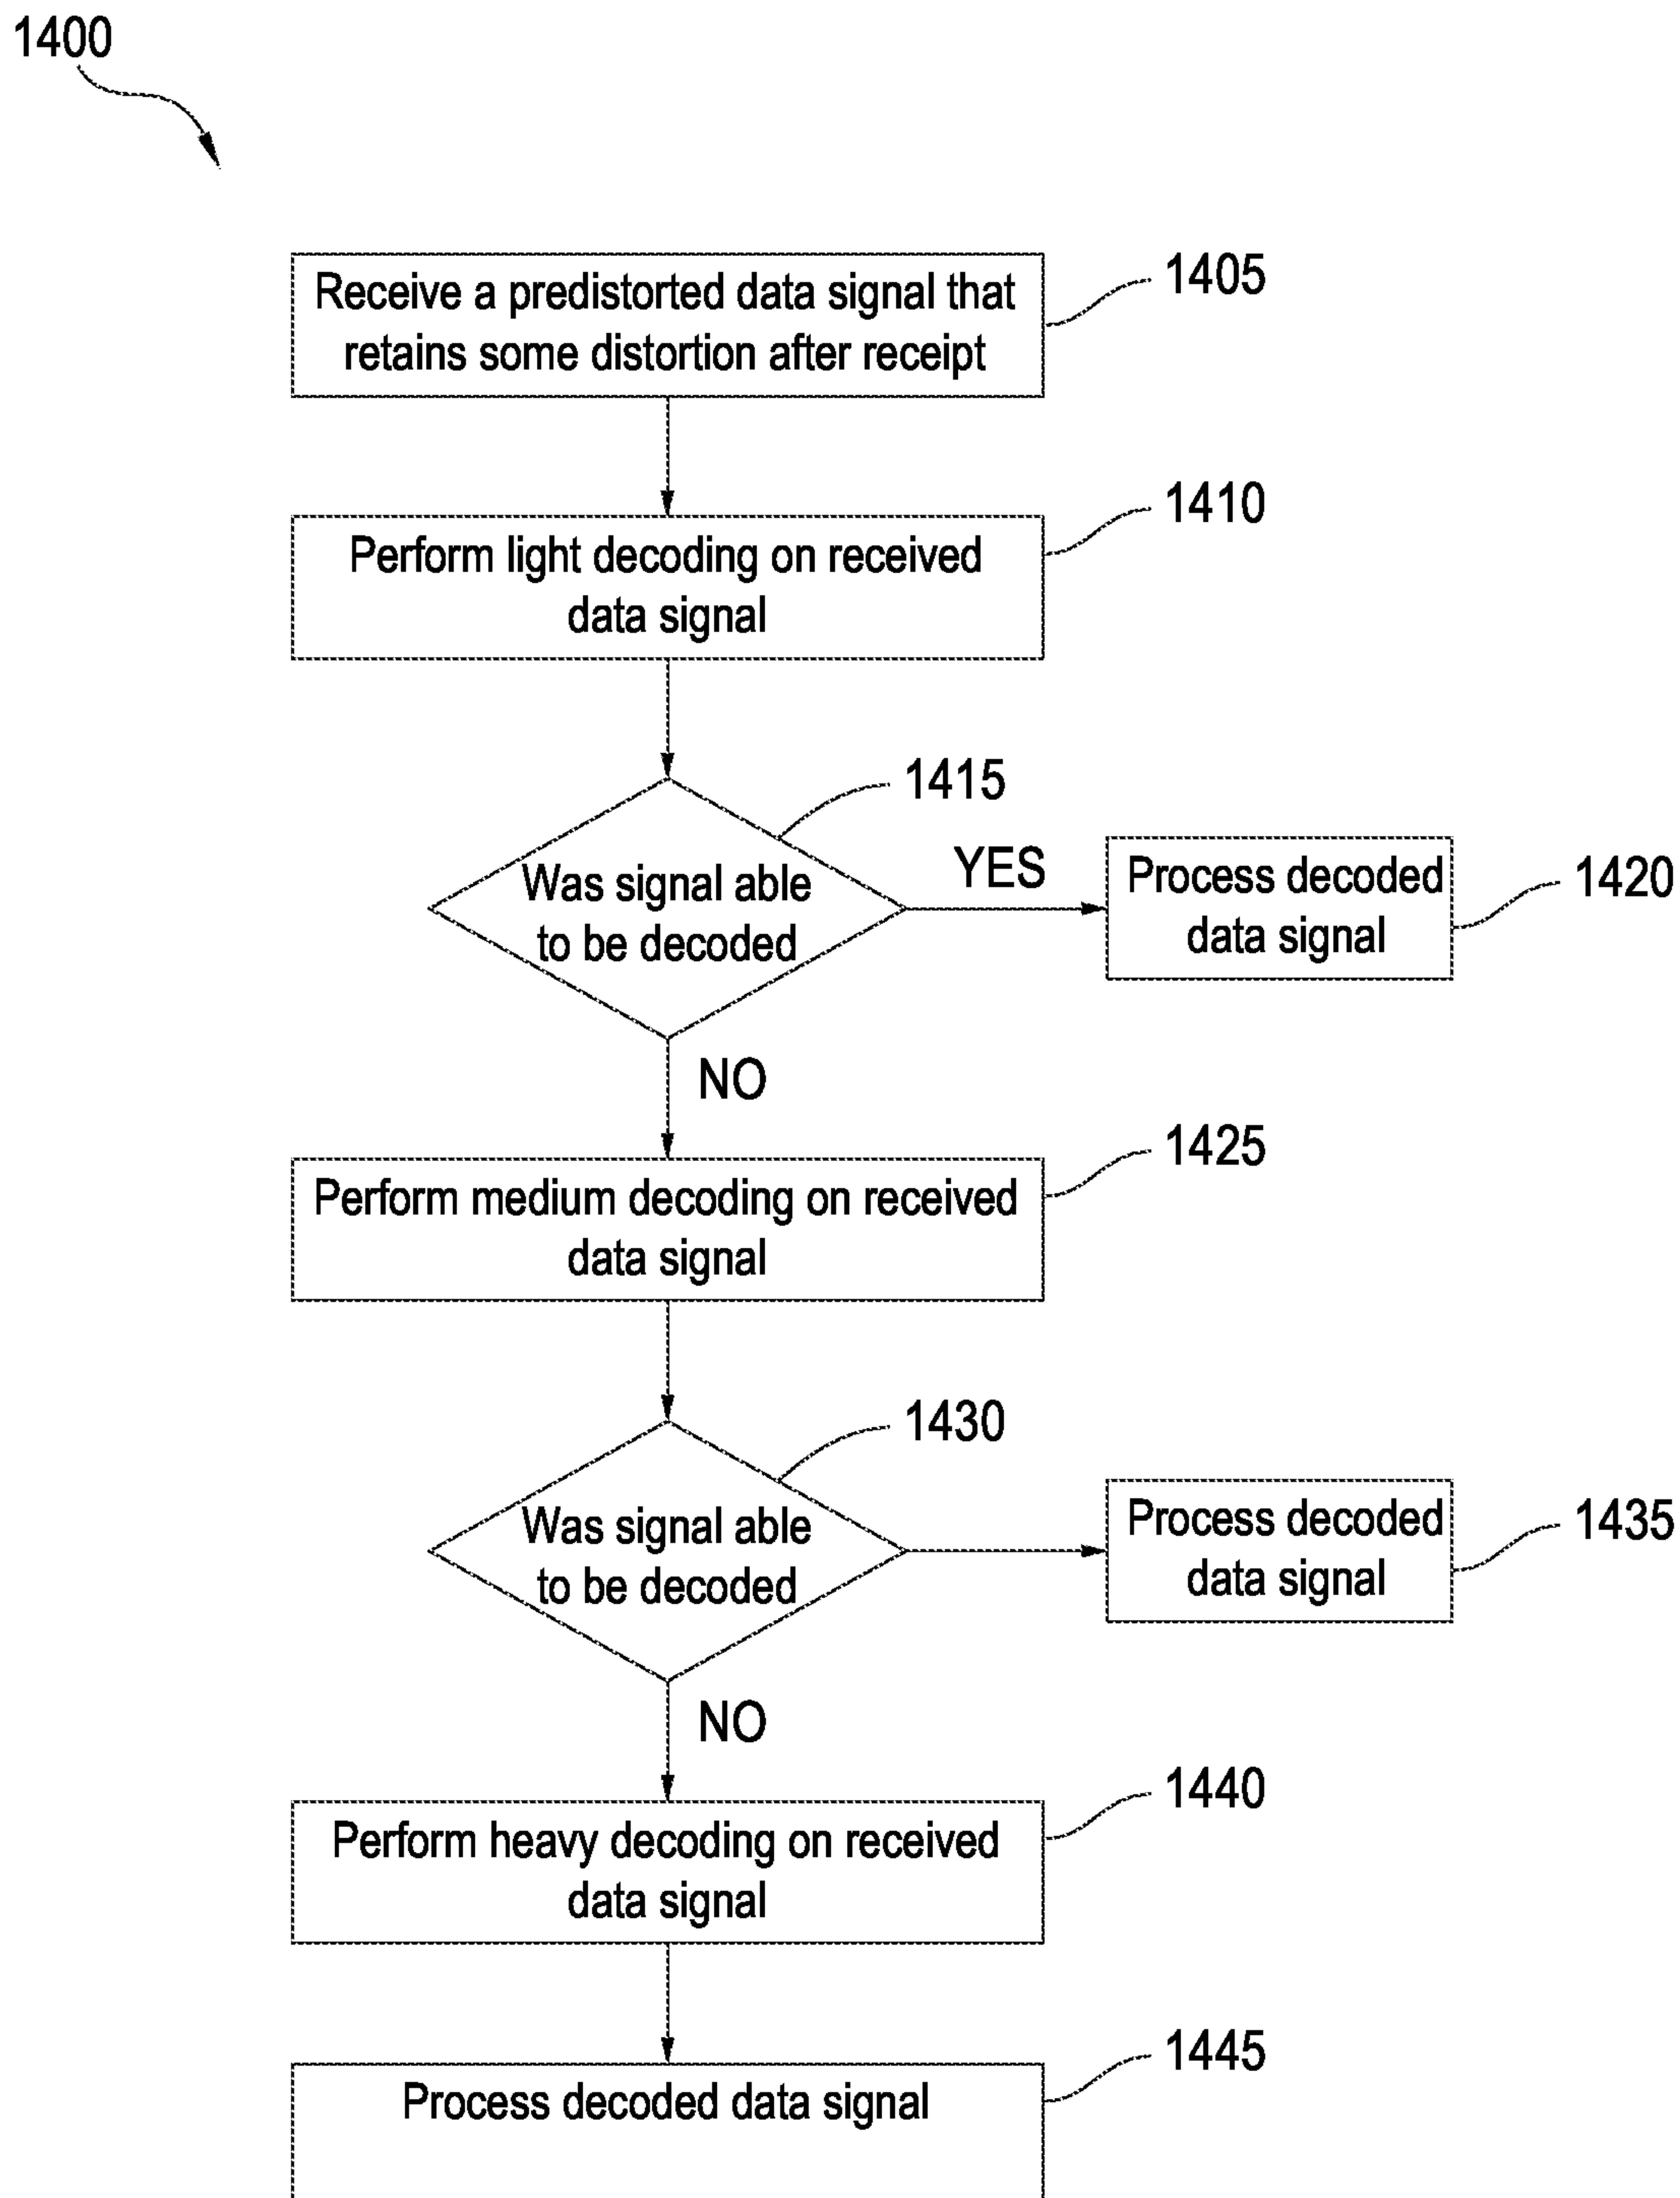 1400
Receive a predistorted data signal that
retains some distortion after receipt
1405
Perform light decoding on received
data signal
1410
Was signal able
to be decoded
1415
YES
Process decoded
data signal
1420
NO
Perform medium decoding on received
data signal
1425
Was signal able
to be decoded
1430
Process decoded
data signal
1435
NO
Perform heavy decoding on received
data signal
1440
Process decoded data signal
1445